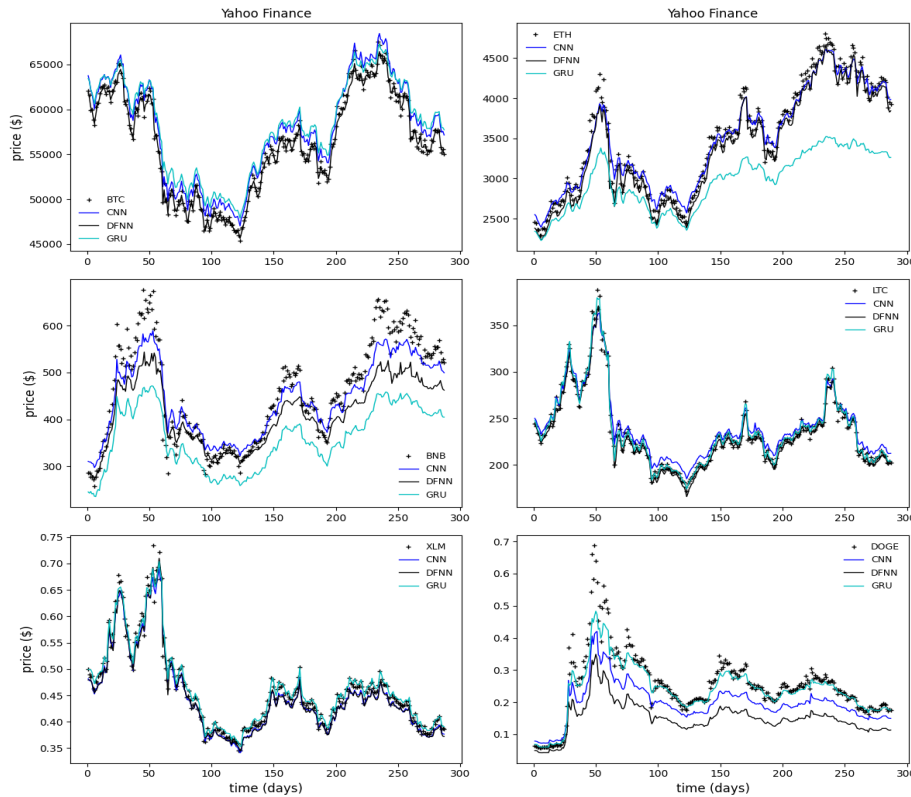 Yahoo Finance
65000
60000
55000
50000
45000
price ($)
BTC
CNN
DFNN
GRU
0
50
100
150
200
250
300
Yahoo Finance
4500
4000
3500
3000
2500
ETH
CNN
DFNN
GRU
0
50
100
150
200
250
300
600
500
400
300
price ($)
BNB
CNN
DFNN
GRU
0
50
100
150
200
250
300
350
300
250
200
LTC
CNN
DFNN
GRU
0
50
100
150
200
250
300
0.75
0.70
0.65
0.60
0.55
0.50
0.45
0.40
0.35
price ($)
XLM
CNN
DFNN
GRU
0
50
100
150
200
250
300
time (days)
0.7
0.6
0.5
0.4
0.3
0.2
0.1
DOGE
CNN
DFNN
GRU
0
50
100
150
200
250
300
time (days)